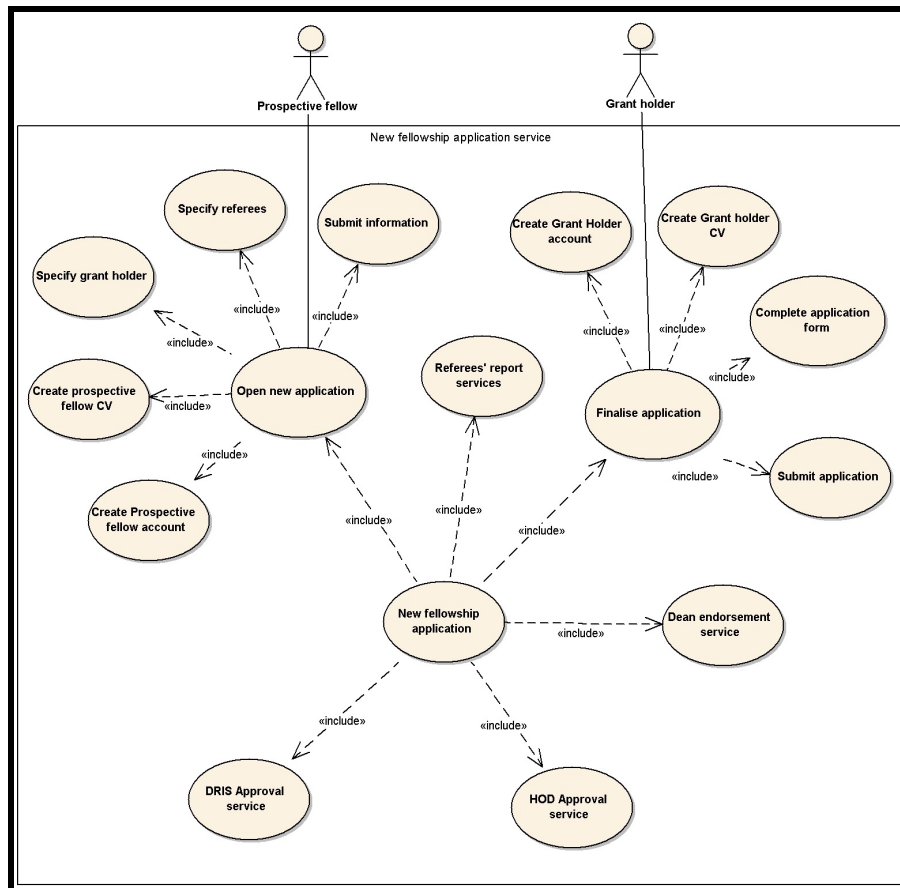 Prospective fellow
Grant holder
New fellowship application service
Specify referees
Submit information
Create Grant Holder
account
Create Grant holder
CV
Specify grant holder
«include»
«include»
«include»
«include»
«include»
Complete application
form
Referees' report
services
«include»
Create prospective
fellow CV
«include»
Open new application
Finalise application
«include»
Create Prospective
fellow account
«include»
Submit application
«include»
«include»
«include»
New fellowship
application
Dean endorsement
service
«include»
«include»
«include»
DRIS Approval
service
HOD Approval
service